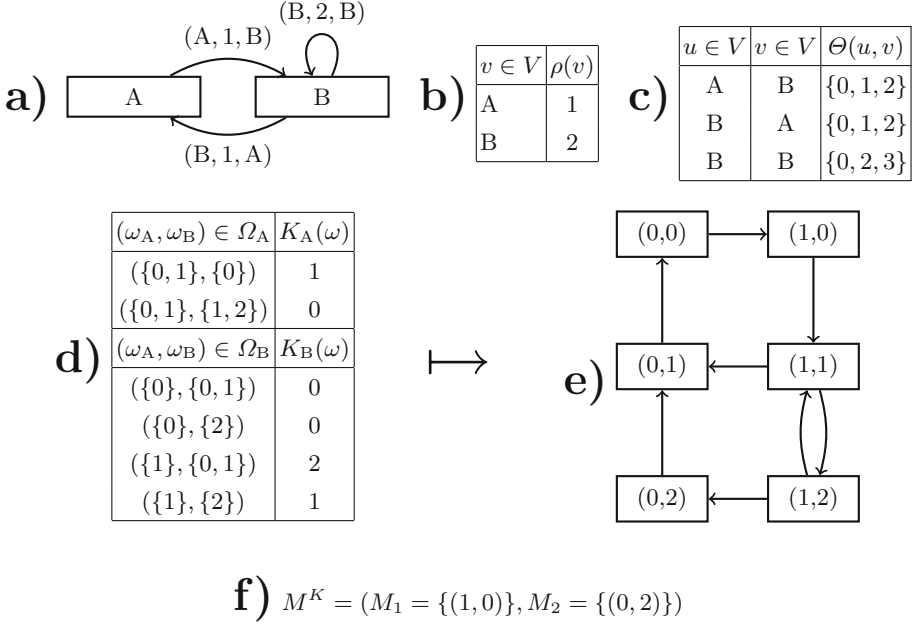 (B, 2, B)
(A, 1, B)
a) A B
(B, 1, A)
b)
v ∈ V ρ(v)
A 1
B 2
c)
u ∈ V v ∈ V Θ(u, v)
A B {0, 1, 2}
B A {0, 1, 2}
B B {0, 2, 3}
d)
(ω_A, ω_B) ∈ Ω_A K_A(ω)
({0, 1}, {0}) 1
({0, 1}, {1, 2}) 0
(ω_A, ω_B) ∈ Ω_B K_B(ω)
({0}, {0, 1}) 0
({0}, {2}) 0
({1}, {0, 1}) 2
({1}, {2}) 1
↦
e)
(0,0) (1,0)
(0,1) (1,1)
(0,2) (1,2)
f) M^K = (M_1 = {(1, 0)}, M_2 = {(0, 2)})